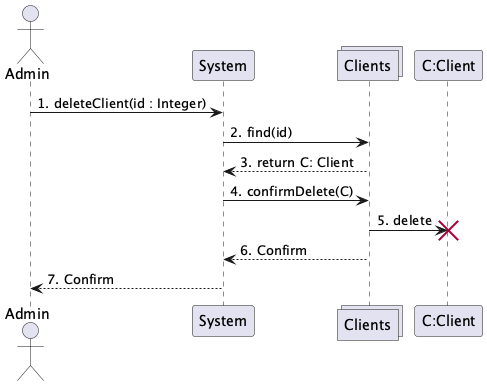 Admin
System
Clients
C:Client
1. deleteClient(id : Integer)
2. find(id)
3. return C: Client
4. confirmDelete(C)
5. delete
6. Confirm
7. Confirm
Admin
System
Clients
C:Client